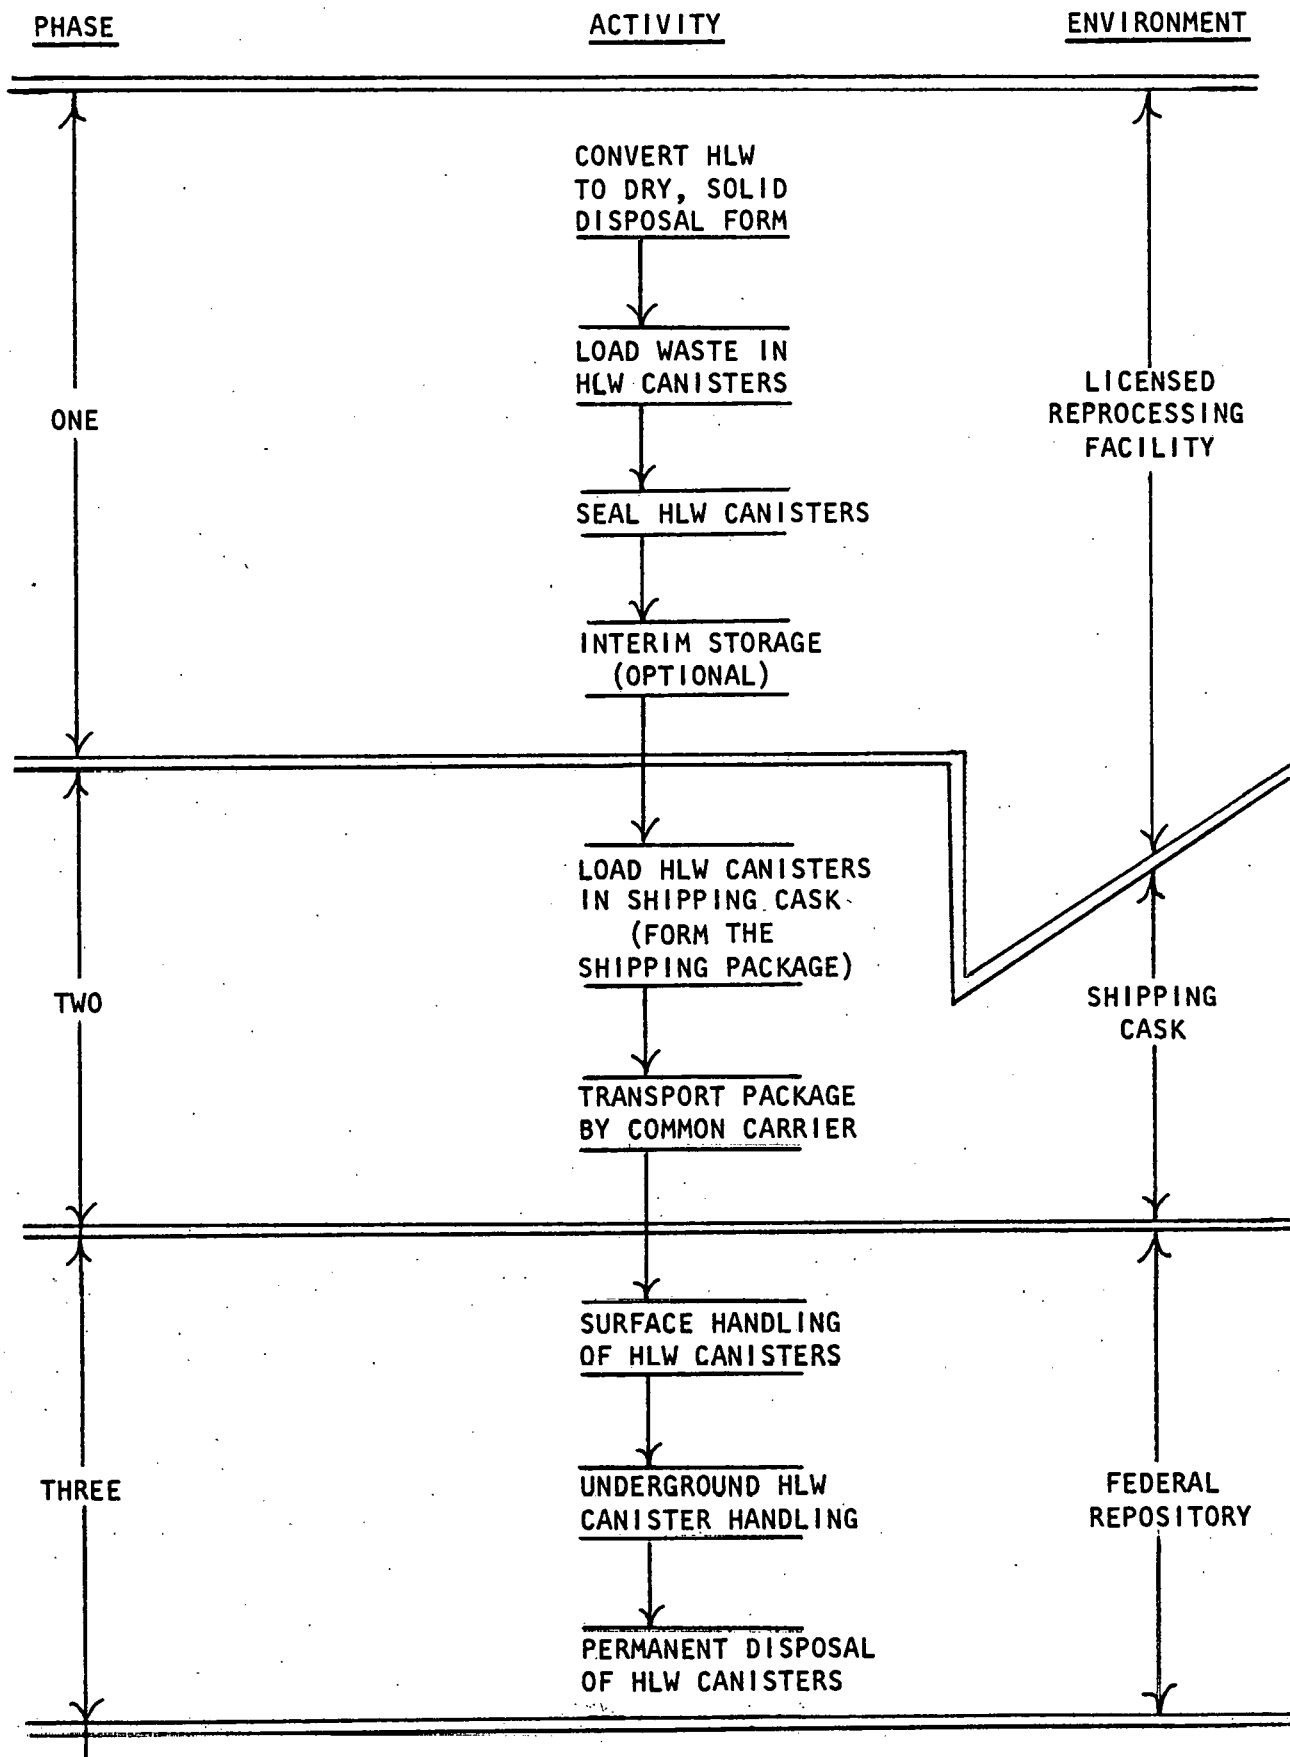 PHASE ACTIVITY ENVIRONMENT
CONVERT HLW
TO DRY, SOLID
DISPOSAL FORM
LOAD WASTE IN
HLW CANISTERS
ONE
LICENSED
REPROCESSING
FACILITY
SEAL HLW CANISTERS
INTERIM STORAGE
(OPTIONAL)
LOAD HLW CANISTERS
IN SHIPPING CASK
(FORM THE
SHIPPING PACKAGE)
TWO
SHIPPING
CASK
TRANSPORT PACKAGE
BY COMMON CARRIER
SURFACE HANDLING
OF HLW CANISTERS
THREE
UNDERGROUND HLW
CANISTER HANDLING
FEDERAL
REPOSITORY
PERMANENT DISPOSAL
OF HLW CANISTERS